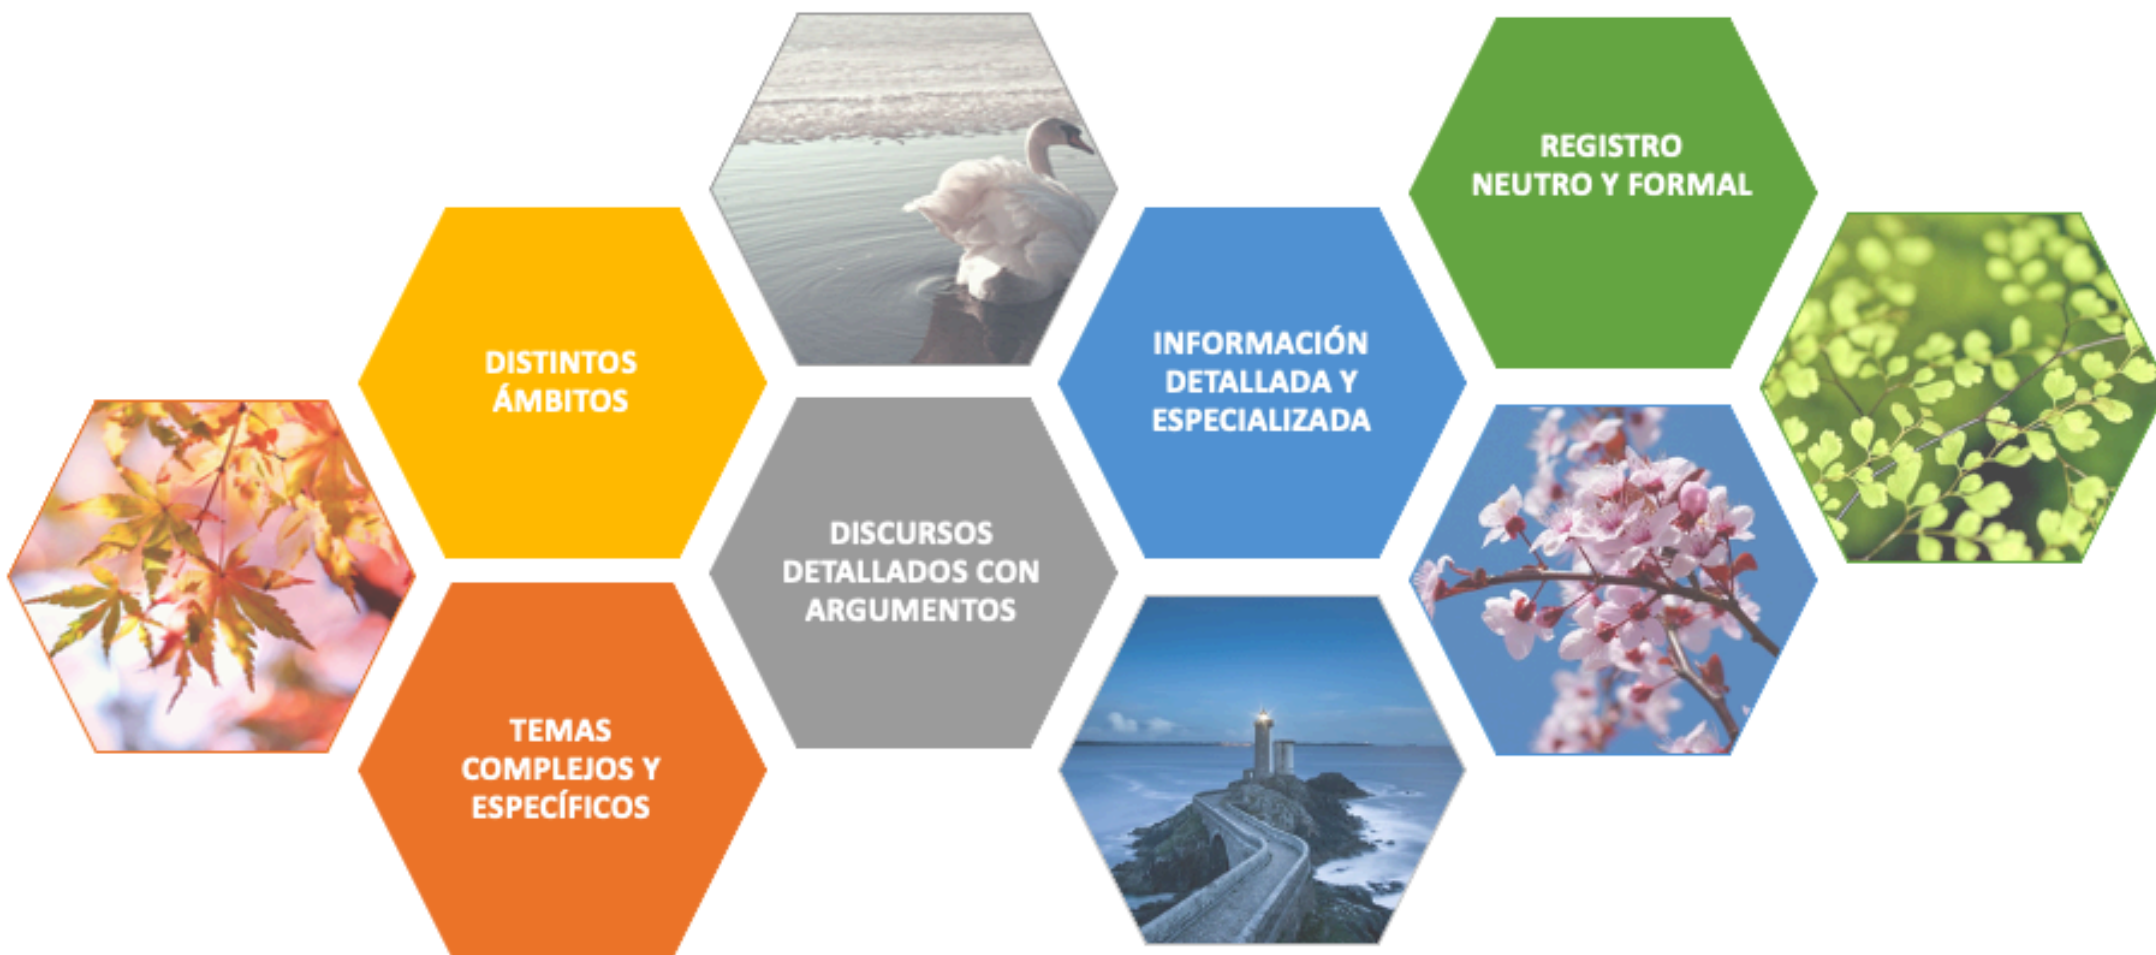 DISTINTOS
ÁMBITOS
TEMAS
COMPLEJOS Y
ESPECÍFICOS
DISCURSOS
DETALLADOS CON
ARGUMENTOS
INFORMACIÓN
DETALLADA Y
ESPECIALIZADA
REGISTRO
NEUTRO Y FORMAL